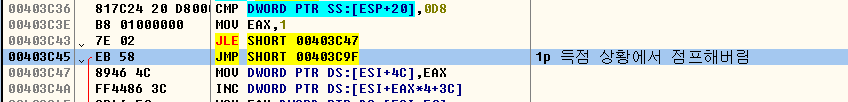 00403C36 817C24 20 D800 CMP DWORD PTR SS:[ESP+20],0D8
00403C3E B8 01000000 MOV EAX,1
00403C43 7E 02 JLE SHORT 00403C47
00403C45 EB 58 JMP SHORT 00403C9F 1p 득점 상황에서 점프해버림
00403C47 8946 4C MOV DWORD PTR DS:[ESI+4C],EAX
00403C4A FF4486 3C INC DWORD PTR DS:[ESI+EAX*4+3C]